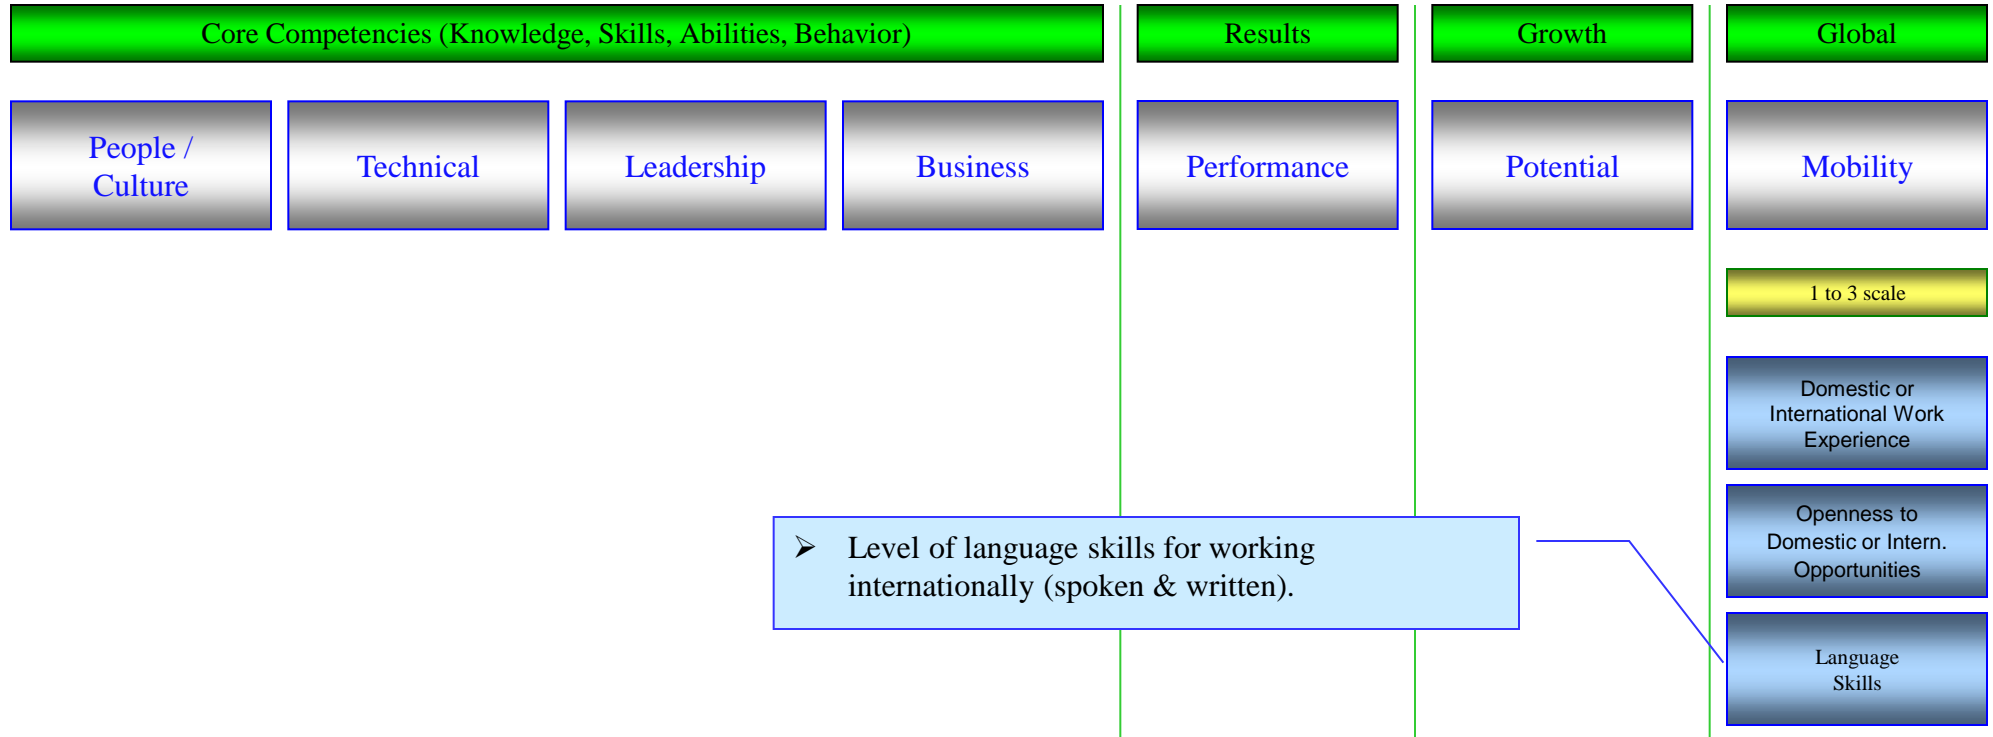 Core Competencies (Knowledge, Skills, Abilities, Behavior)
Results
Growth
Global
People /
Culture
Technical
Leadership
Business
Performance
Potential
Mobility
1 to 3 scale
Domestic or
International Work
Experience
Openness to
Domestic or Intern.
Opportunities
➢ Level of language skills for working
internationally (spoken & written).
Language
Skills